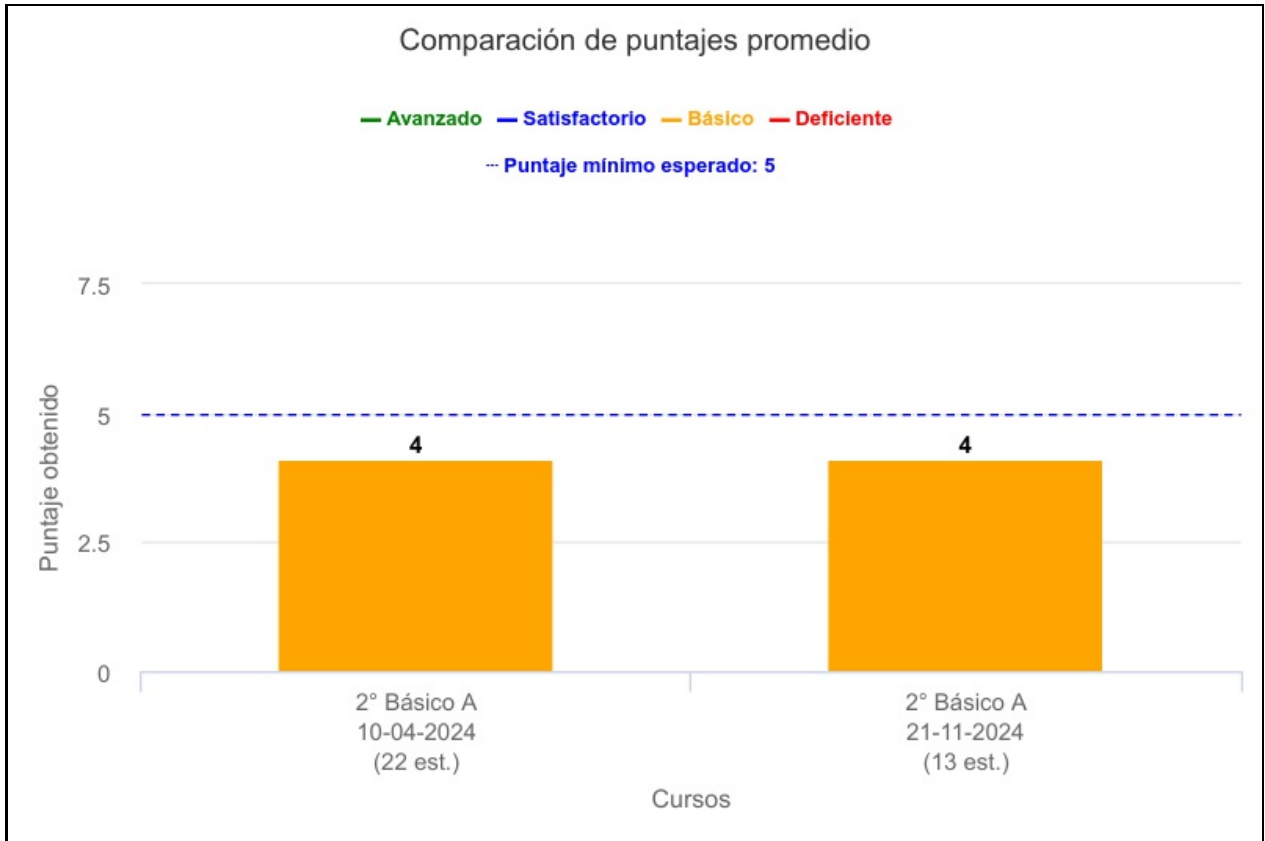 Comparación de puntajes promedio
Avanzado Satisfactorio Básico Deficiente
Puntaje mínimo esperado: 5
7.5
5
2.5
0
Puntaje obtenido
4
4
2° Básico A
10-04-2024
(22 est.)
2° Básico A
21-11-2024
(13 est.)
Cursos